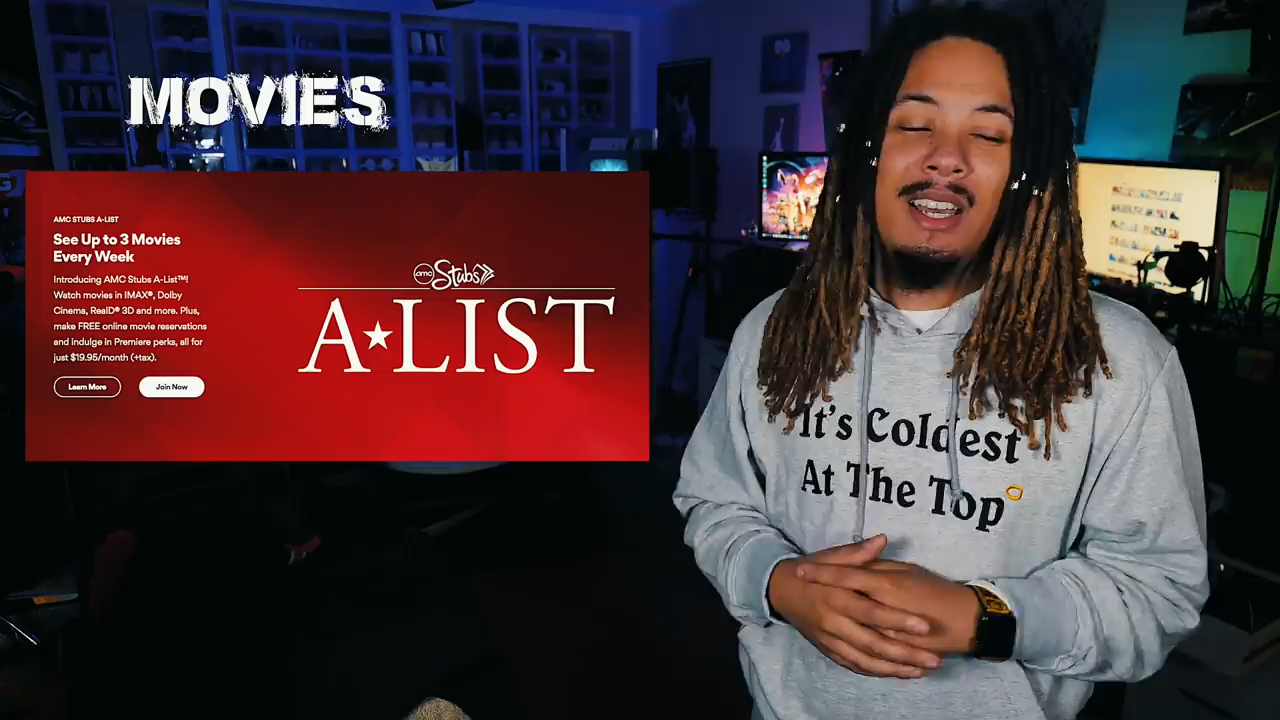 MOVIES
AMC STUBS A-LIST
See Up to 3 Movies
Every Week
Introducing AMC Stubs A-List™!
Watch movies in IMAX®, Dolby
Cinema, RealD® 3D and more. Plus,
make FREE online movie reservations
and indulge in Premiere perks, all for
just $19.95/month (+tax).
Learn More
Join Now
amc Stubs
A★LIST
It's Coldest
At The Top°